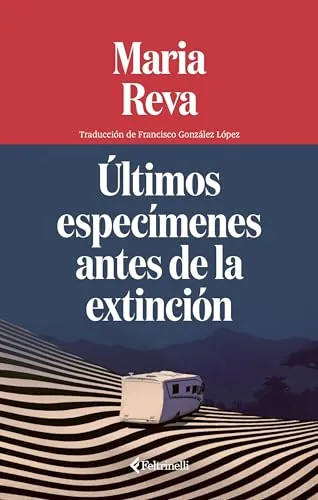 Maria
Reva
Traducción de Francisco González López
Últimos
especímenes
antes de la
extinción
Feltrinelli